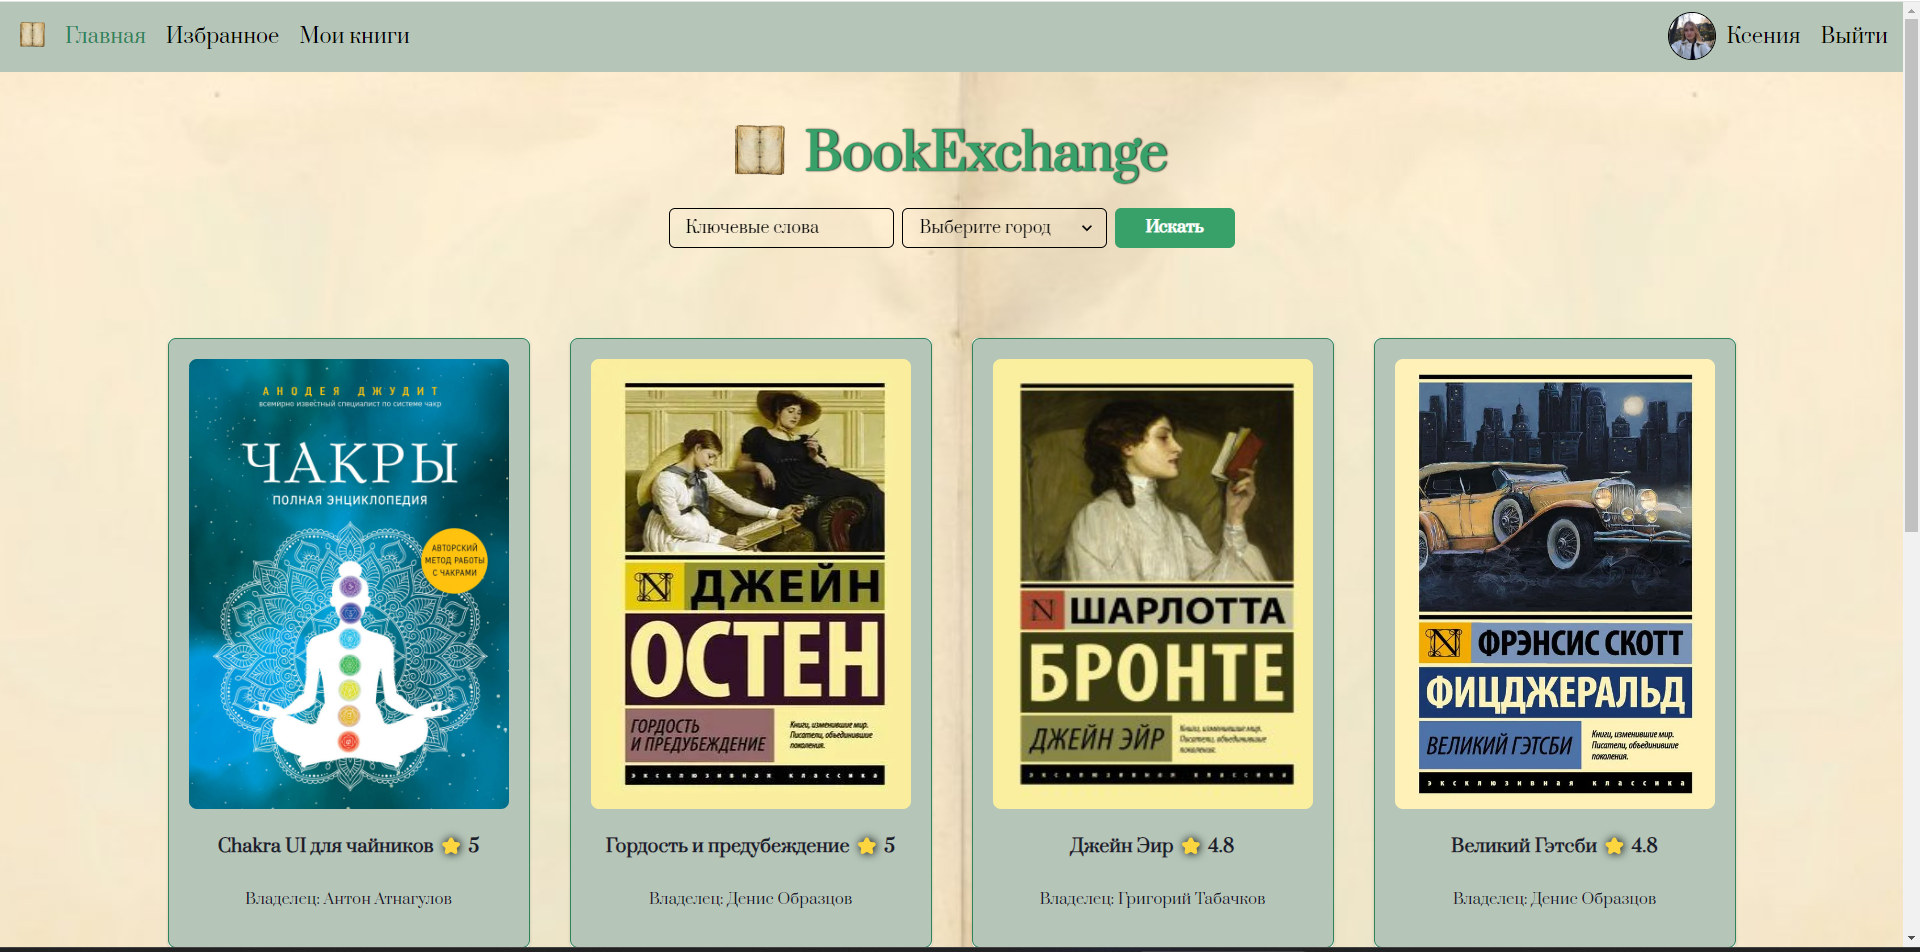 Главная Избранное Мои книги Ксения Выйти
BookExchange
Ключевые слова Выберите город Искать
АНОДЕЯ ДЖУДИТ
всемирно известный специалист по системе чакр
ЧАКРЫ
ПОЛНАЯ ЭНЦИКЛОПЕДИЯ
АВТОРСКИЙ
МЕТОД РАБОТЫ
С ЧАКРАМИ
Chakra UI для чайников 5
Владелец: Антон Атнагулов
N ДЖЕЙН
ОСТЕН
ГОРДОСТЬ
И ПРЕДУБЕЖДЕНИЕ
Книги, изменившие мир.
Писатели, объединившие
поколения.
эксклюзивная классика
Гордость и предубеждение 5
Владелец: Денис Образцов
N ШАРЛОТТА
БРОНТЕ
ДЖЕЙН ЭЙР
Книги, изменившие мир.
Писатели, объединившие
поколения.
эксклюзивная классика
Джейн Эир 4.8
Владелец: Григорий Табачков
N ФРЭНСИС СКОТТ
ФИЦДЖЕРАЛЬД
ВЕЛИКИЙ ГЭТСБИ
Книги, изменившие мир.
Писатели, объединившие
поколения.
эксклюзивная классика
Великий Гэтсби 4.8
Владелец: Денис Образцов